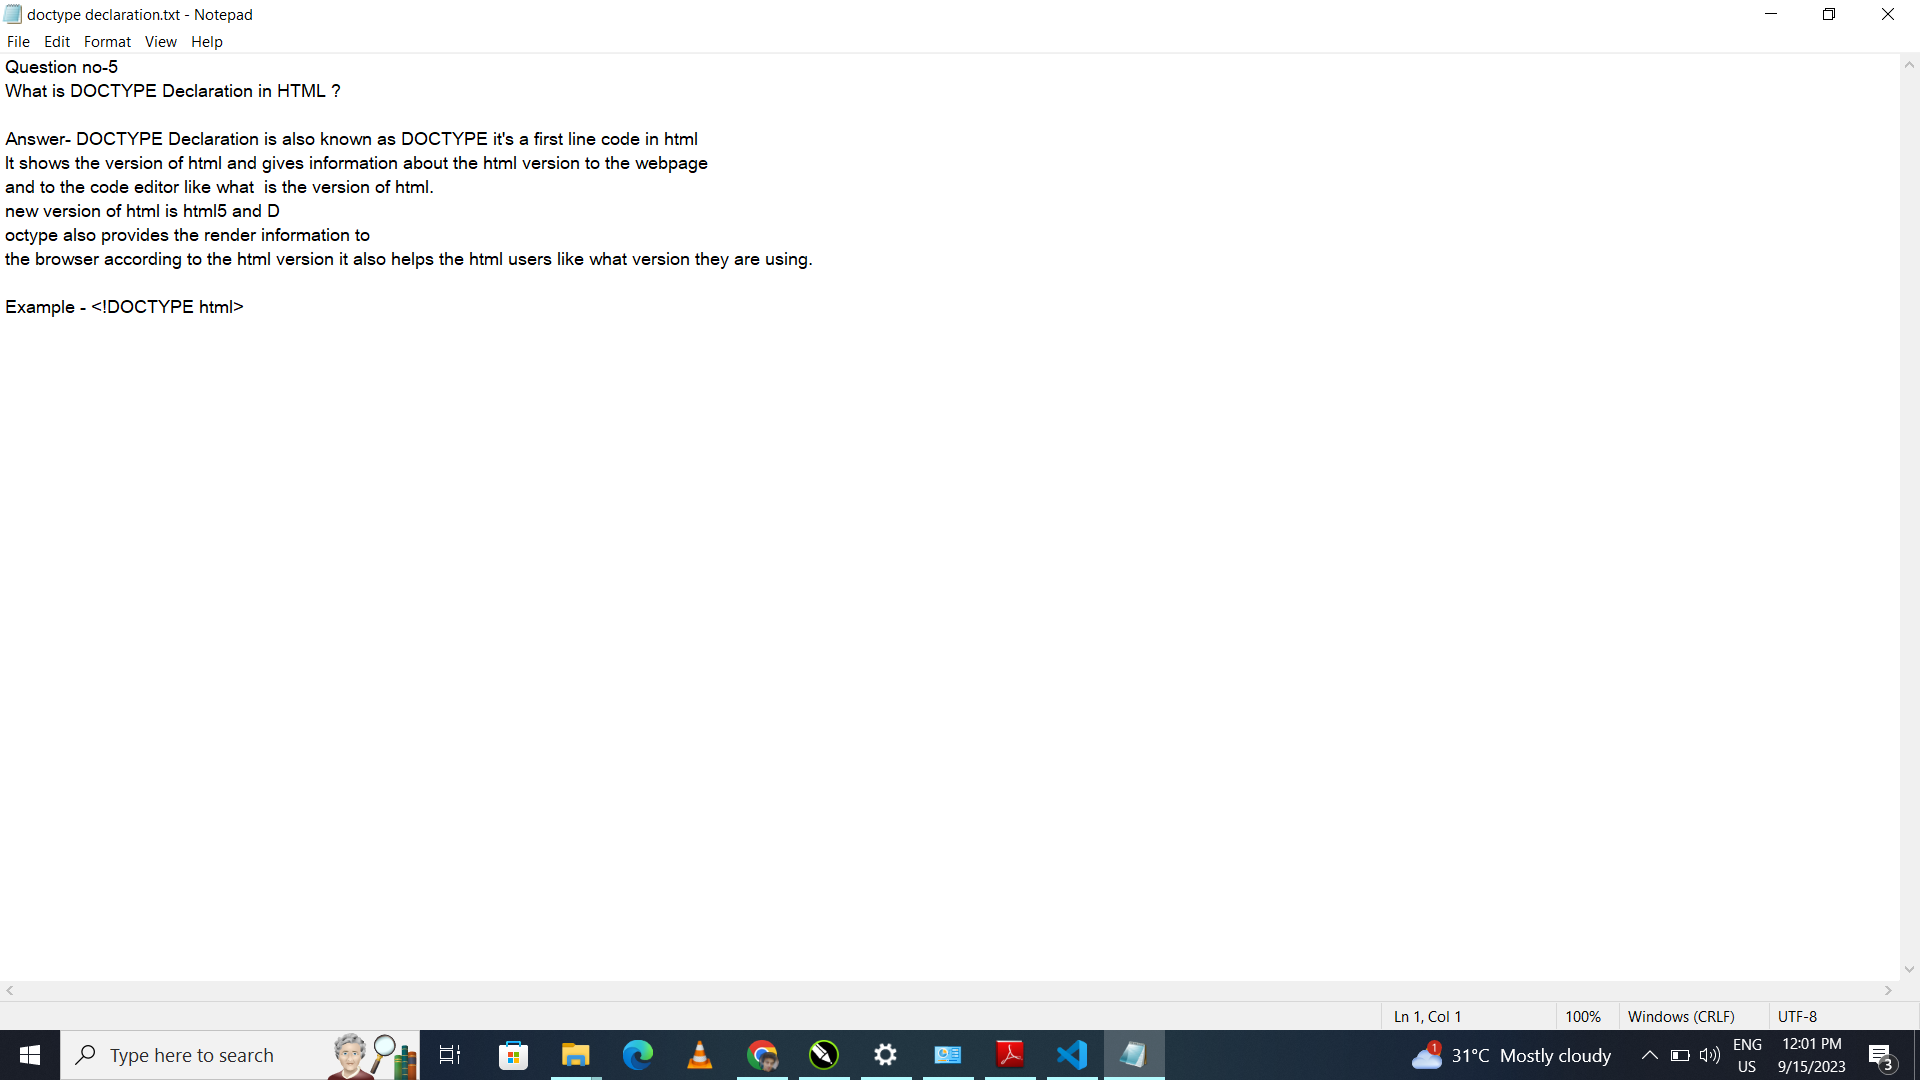 doctype declaration.txt - Notepad
File Edit Format View Help
Question no-5
What is DOCTYPE Declaration in HTML ?
Answer- DOCTYPE Declaration is also known as DOCTYPE it's a first line code in html
It shows the version of html and gives information about the html version to the webpage
and to the code editor like what  is the version of html.
new version of html is html5 and D
octype also provides the render information to
the browser according to the html version it also helps the html users like what version they are using.
Example - <!DOCTYPE html>
Ln 1, Col 1 100% Windows (CRLF) UTF-8
Type here to search
1
31°C Mostly cloudy
ENG
US
12:01 PM
9/15/2023
3